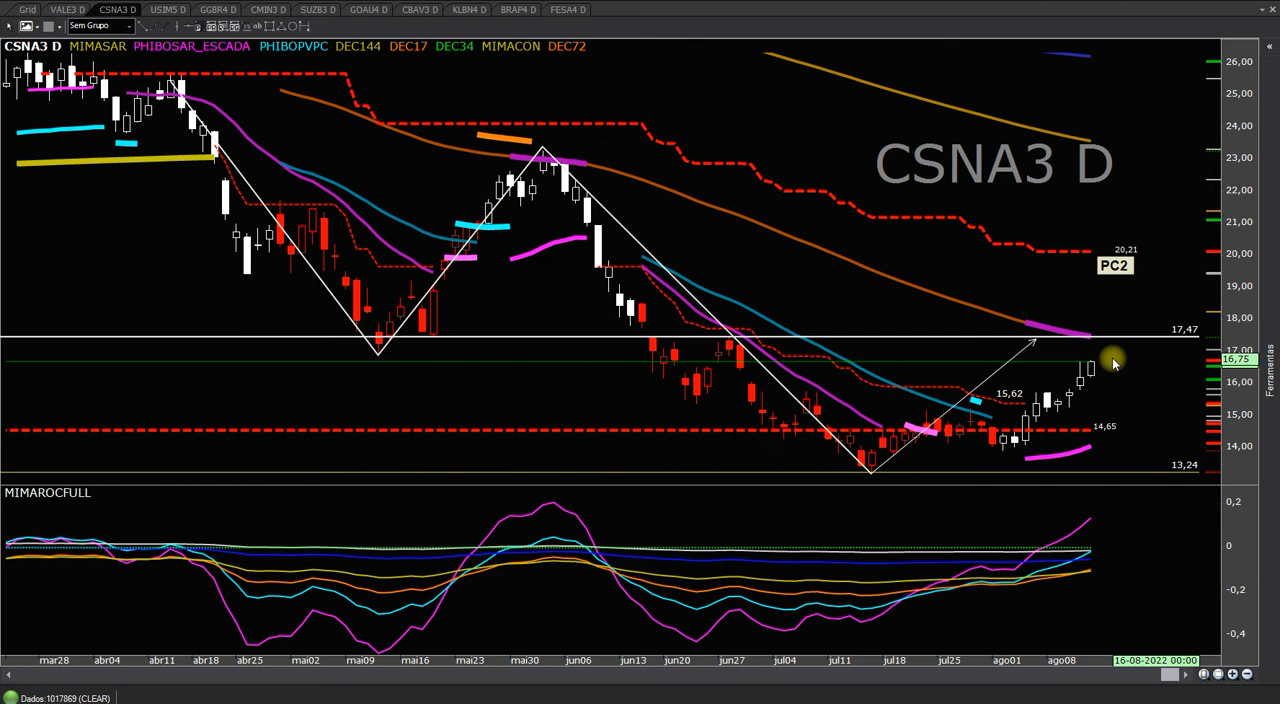 Grid VALE3 D CSNA3 D USIM5 D GGBR4 D CMIN3 D SUZB3 D GOAU4 D CBAV3 D KLBN4 D BRAP4 D FESA4 D
Sem Grupo
CSNA3 D MIMASAR PHIBOSAR_ESCADA PHIBOPVPC DEC144 DEC17 DEC34 MIMACON DEC72
26,00
25,00
24,00
CSNA3 D
23,00
22,00
21,00
20,21
20,00
PC2
19,00
18,00
17,47
17,00
16,75
16,00
15,62
15,00
14,65
14,00
13,24
MIMAROCFULL
0,2
0
-0,2
-0,4
mar28 abr04 abr11 abr18 abr25 mai02 mai09 mai16 mai23 mai30 jun06 jun13 jun20 jun27 jul04 jul11 jul18 jul25 ago01 ago08 16-08-2022 00:00
Ferramentas
Dados:1017869 (CLEAR)